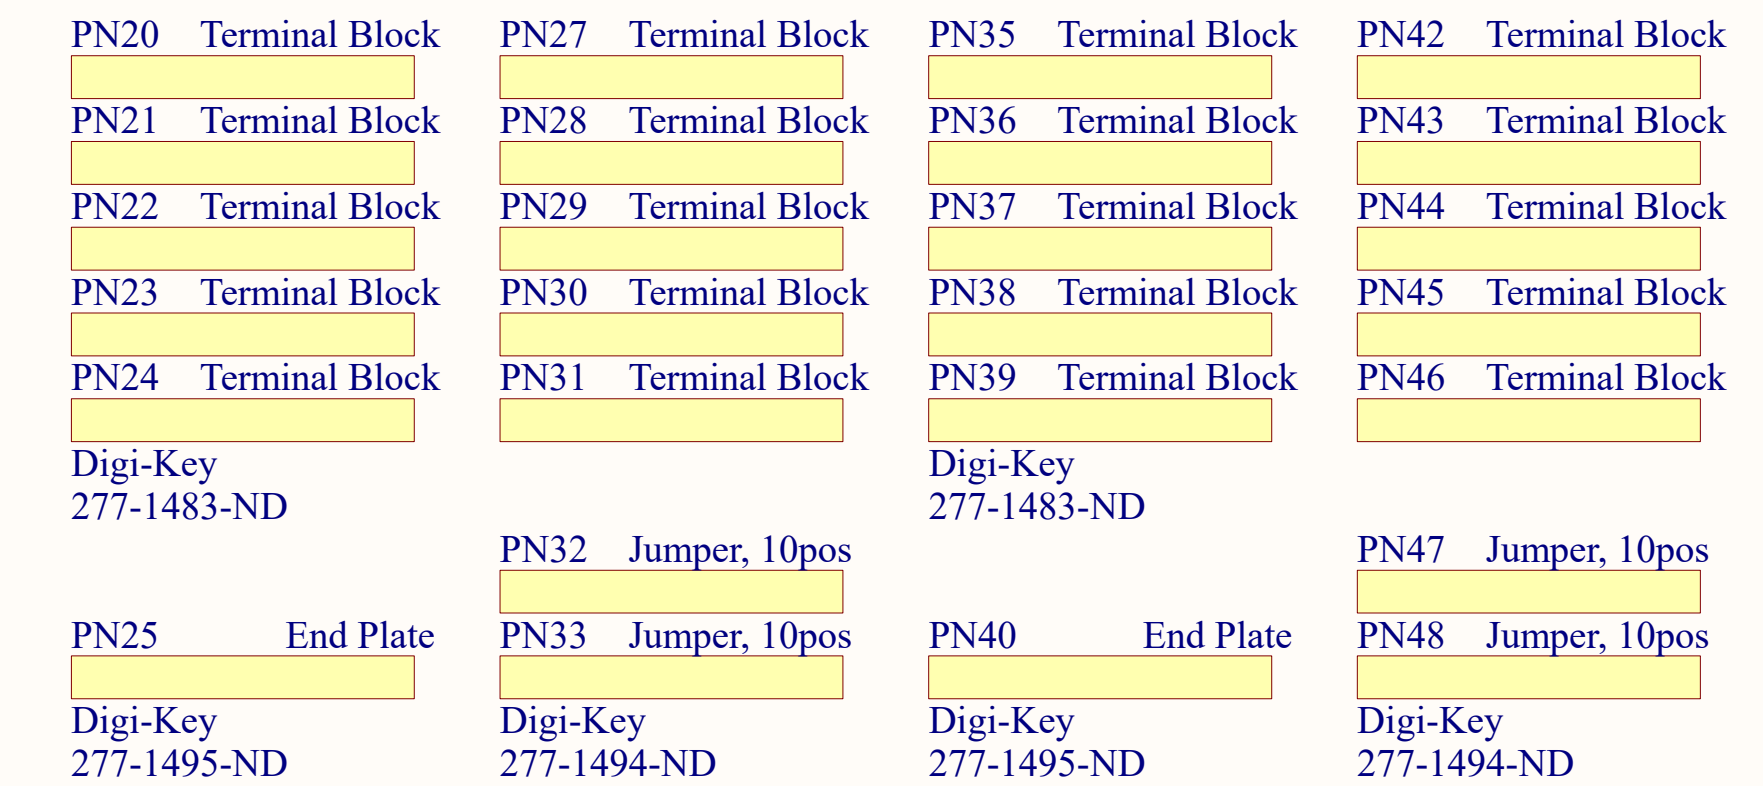 PN20 Terminal Block PN27 Terminal Block PN35 Terminal Block PN42 Terminal Block
PN21 Terminal Block PN28 Terminal Block PN36 Terminal Block PN43 Terminal Block
PN22 Terminal Block PN29 Terminal Block PN37 Terminal Block PN44 Terminal Block
PN23 Terminal Block PN30 Terminal Block PN38 Terminal Block PN45 Terminal Block
PN24 Terminal Block PN31 Terminal Block PN39 Terminal Block PN46 Terminal Block
Digi-Key Digi-Key
277-1483-ND 277-1483-ND
PN32 Jumper, 10pos PN47 Jumper, 10pos
PN25 End Plate PN33 Jumper, 10pos PN40 End Plate PN48 Jumper, 10pos
Digi-Key Digi-Key Digi-Key Digi-Key
277-1495-ND 277-1494-ND 277-1495-ND 277-1494-ND